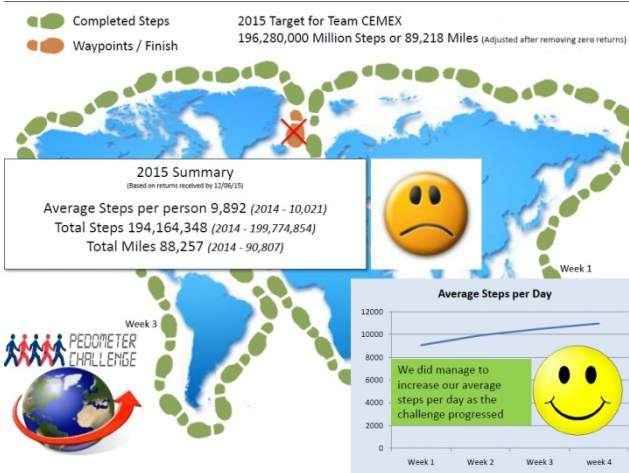 Completed Steps
Waypoints / Finish
2015 Target for Team CEMEX
196,280,000 Million Steps or 89,218 Miles (Adjusted after removing zero returns)
2015 Summary
(Based on returns received by 12/06/15)
Average Steps per person 9,892 (2014 - 10,021)
Total Steps 194,164,348 (2014 - 199,774,854)
Total Miles 88,257 (2014 - 90,807)
Week 1
Week 3
PEDOMETER
CHALLENGE
Average Steps per Day
12000
10000
8000
6000
4000
2000
0
We did manage to
increase our average
steps per day as the
challenge progressed
Week 1 Week 2 Week 3 week 4